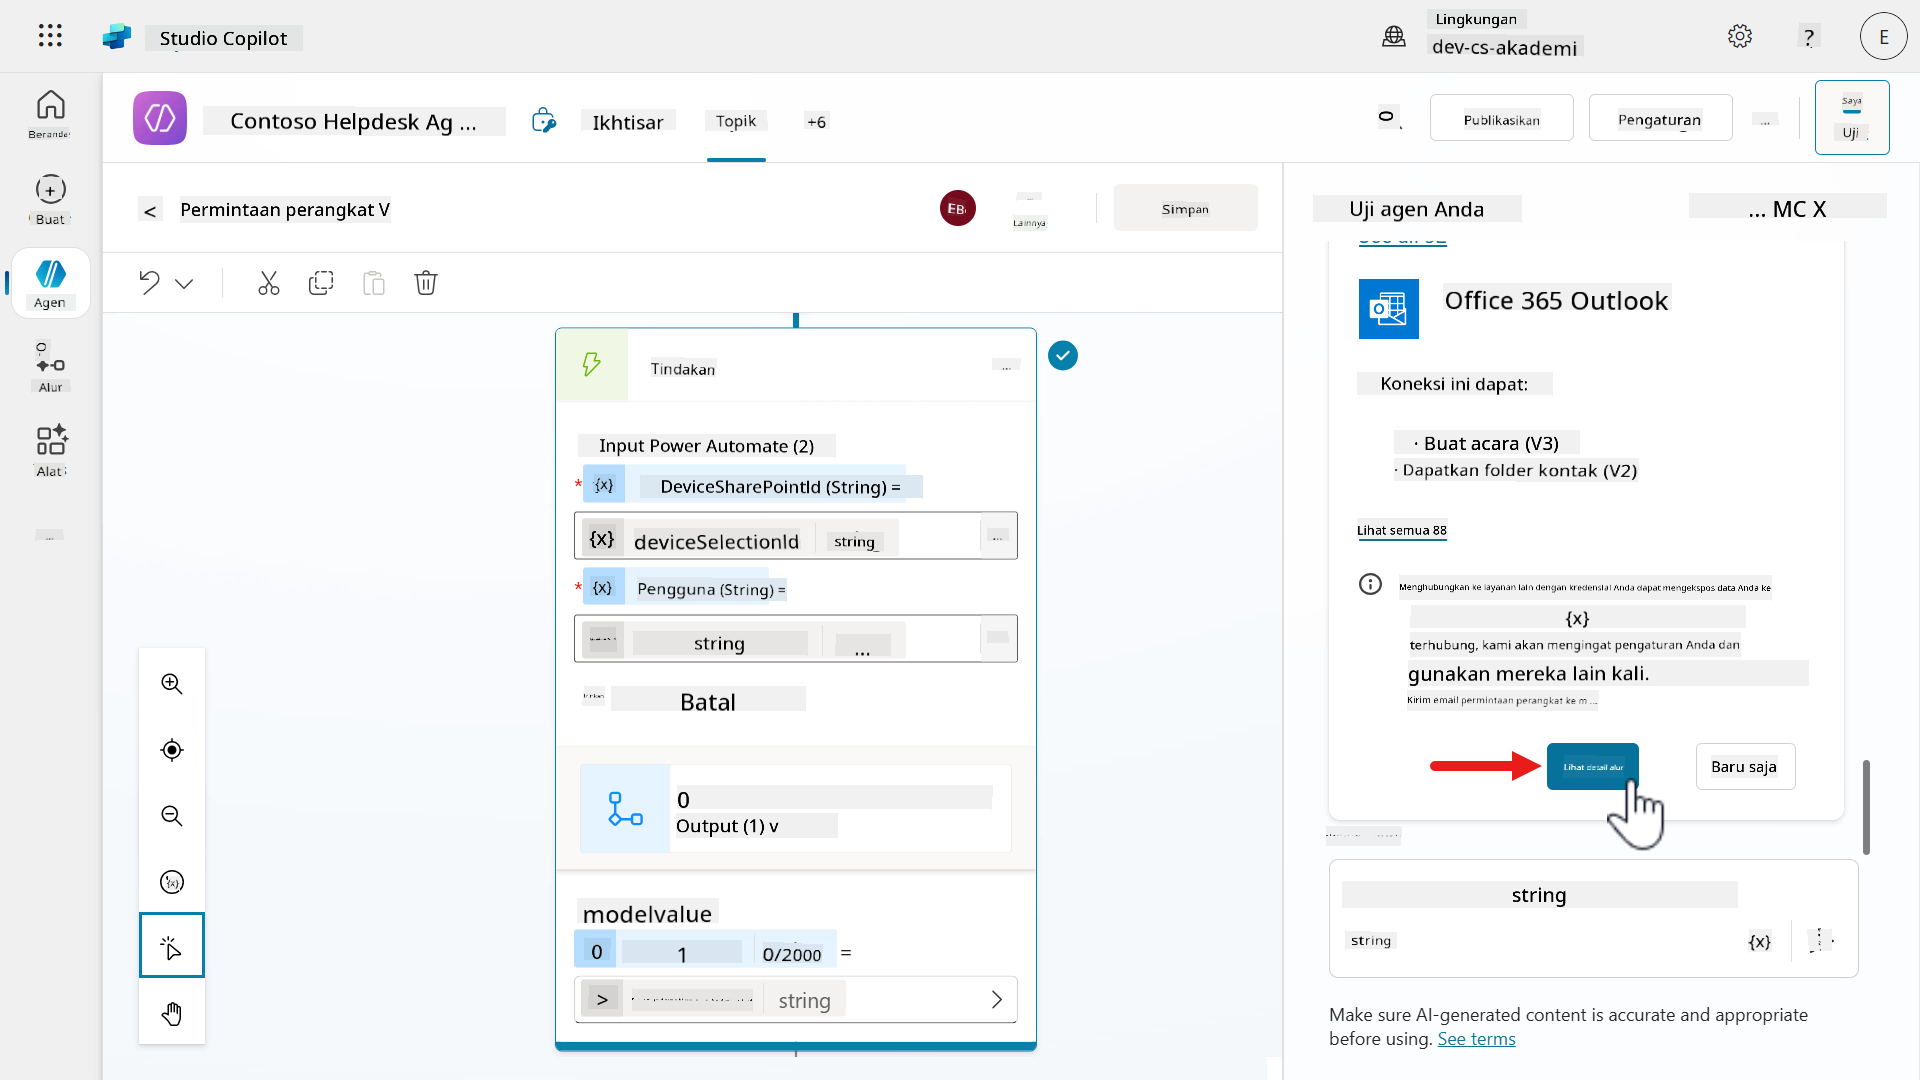 Studio Copilot
Lingkungan
dev-cs-akademi
?
E
Beranda
Buat
Agen
Alur
Alat
Contoso Helpdesk Ag ...
Ikhtisar
Topik
+6
Publikasikan
Pengaturan
...
Saya
Uji
< Permintaan perangkat V
EB
Lainnya
Simpan
Tindakan
...
Input Power Automate (2)
* {x} DeviceSharePointId (String) =
{x} deviceSelectionId string
...
* {x} Pengguna (String) =
string
...
Batal
0
Output (1) v
modelvalue
0 1 0/2000 =
> string
Uji agen Anda
... MC X
Office 365 Outlook
Koneksi ini dapat:
· Buat acara (V3)
· Dapatkan folder kontak (V2)
Lihat semua 88
Menghubungkan ke layanan lain dengan kredensial Anda dapat mengekspos data Anda ke
{x}
terhubung, kami akan mengingat pengaturan Anda dan
gunakan mereka lain kali.
Kirim email permintaan perangkat ke m ...
Lihat detail alur
Baru saja
string
string
{x}
Make sure AI-generated content is accurate and appropriate
before using. See terms